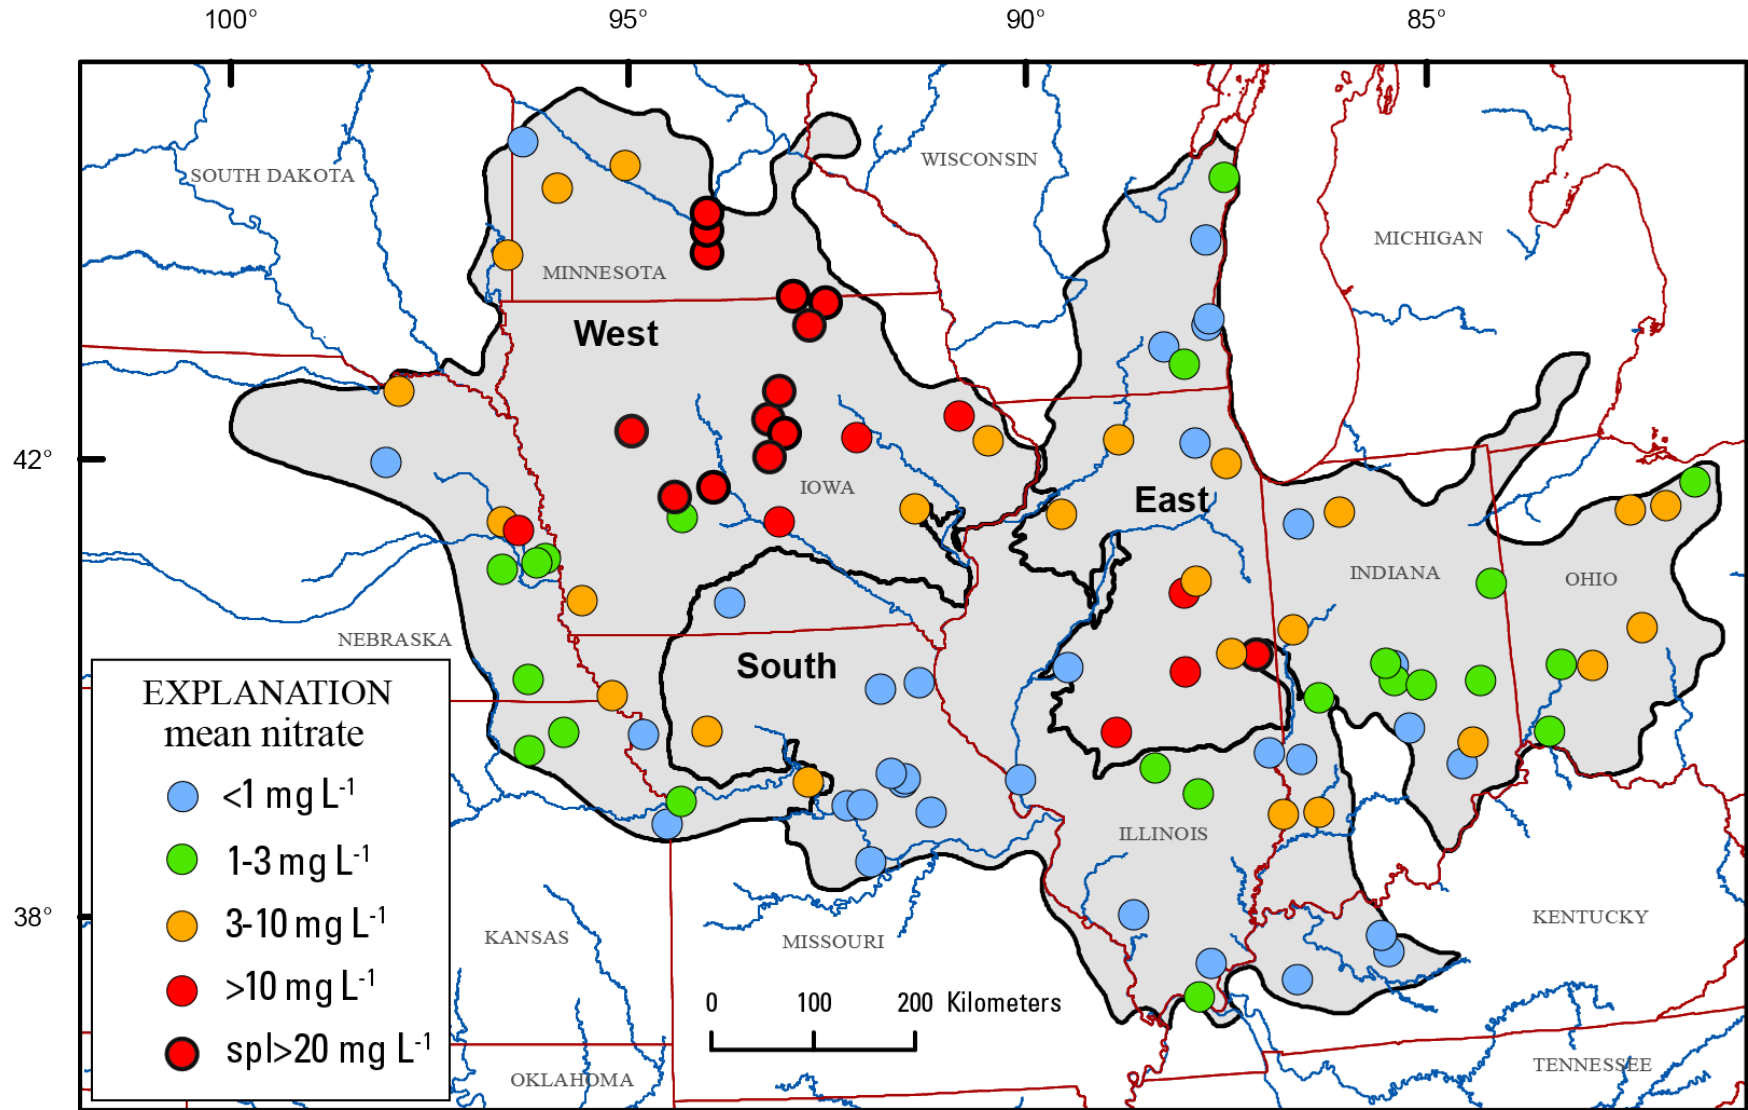 100° 95° 90° 85°
WISCONSIN
SOUTH DAKOTA
MICHIGAN
MINNESOTA
West
42°
IOWA
East
INDIANA
OHIO
NEBRASKA
South
EXPLANATION
mean nitrate
<1 mg L⁻¹
1-3 mg L⁻¹
3-10 mg L⁻¹
>10 mg L⁻¹
spl>20 mg L⁻¹
ILLINOIS
38°
KENTUCKY
KANSAS
MISSOURI
0 100 200 Kilometers
TENNESSEE
OKLAHOMA